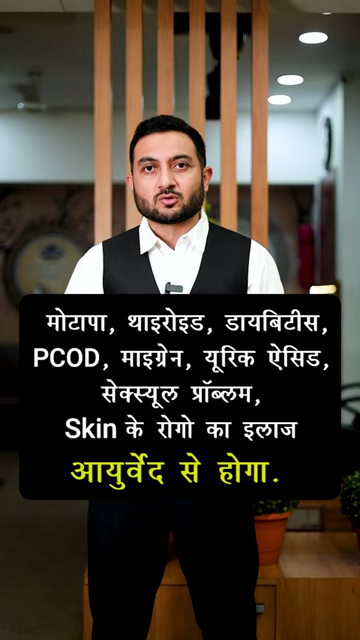 मोटापा, थाइरोइड, डायबिटीस,
PCOD, माइग्रेन, यूरिक ऐसिड,
सेक्स्यूल प्रॉब्लम,
Skin के रोगो का इलाज
आयुर्वेद से होगा.